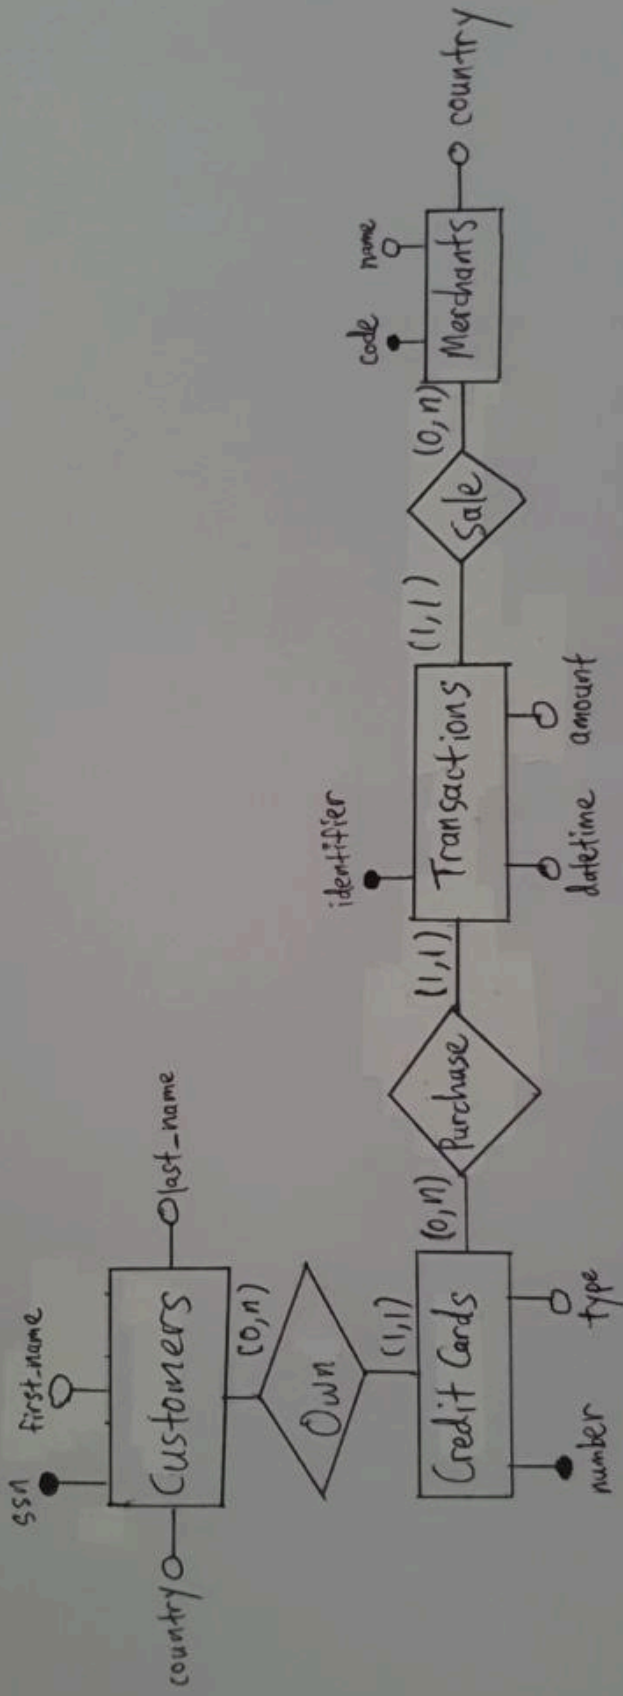 ssn
first_name
country
Customers
last_name
(0,n)
Own
(1,1)
Credit Cards
number
type
(0,n)
Purchase
(1,1)
identifier
Transactions
datetime
amount
(1,1)
Sale
(0,n)
code
name
Merchants
country